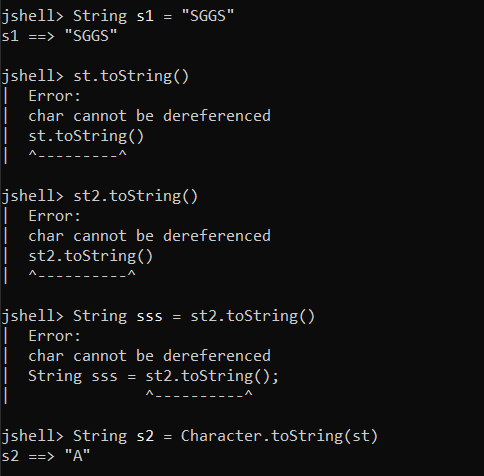 jshell> String s1 = "SGGS"
s1 ==> "SGGS"
jshell> st.toString()
|  Error:
|  char cannot be dereferenced
|  st.toString()
|  ^---------^
jshell> st2.toString()
|  Error:
|  char cannot be dereferenced
|  st2.toString()
|  ^----------^
jshell> String sss = st2.toString()
|  Error:
|  char cannot be dereferenced
|  String sss = st2.toString();
|               ^----------^
jshell> String s2 = Character.toString(st)
s2 ==> "A"